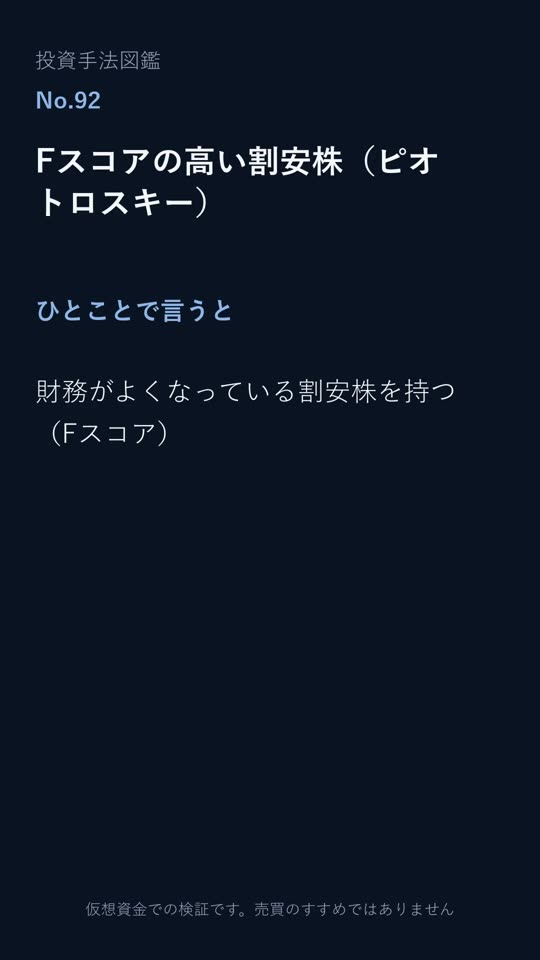 投資手法図鑑
No.92
Fスコアの高い割安株（ピオ
トロスキー）
ひとことで言うと
財務がよくなっている割安株を持つ
（Fスコア）
仮想資金での検証です。売買のすすめではありません